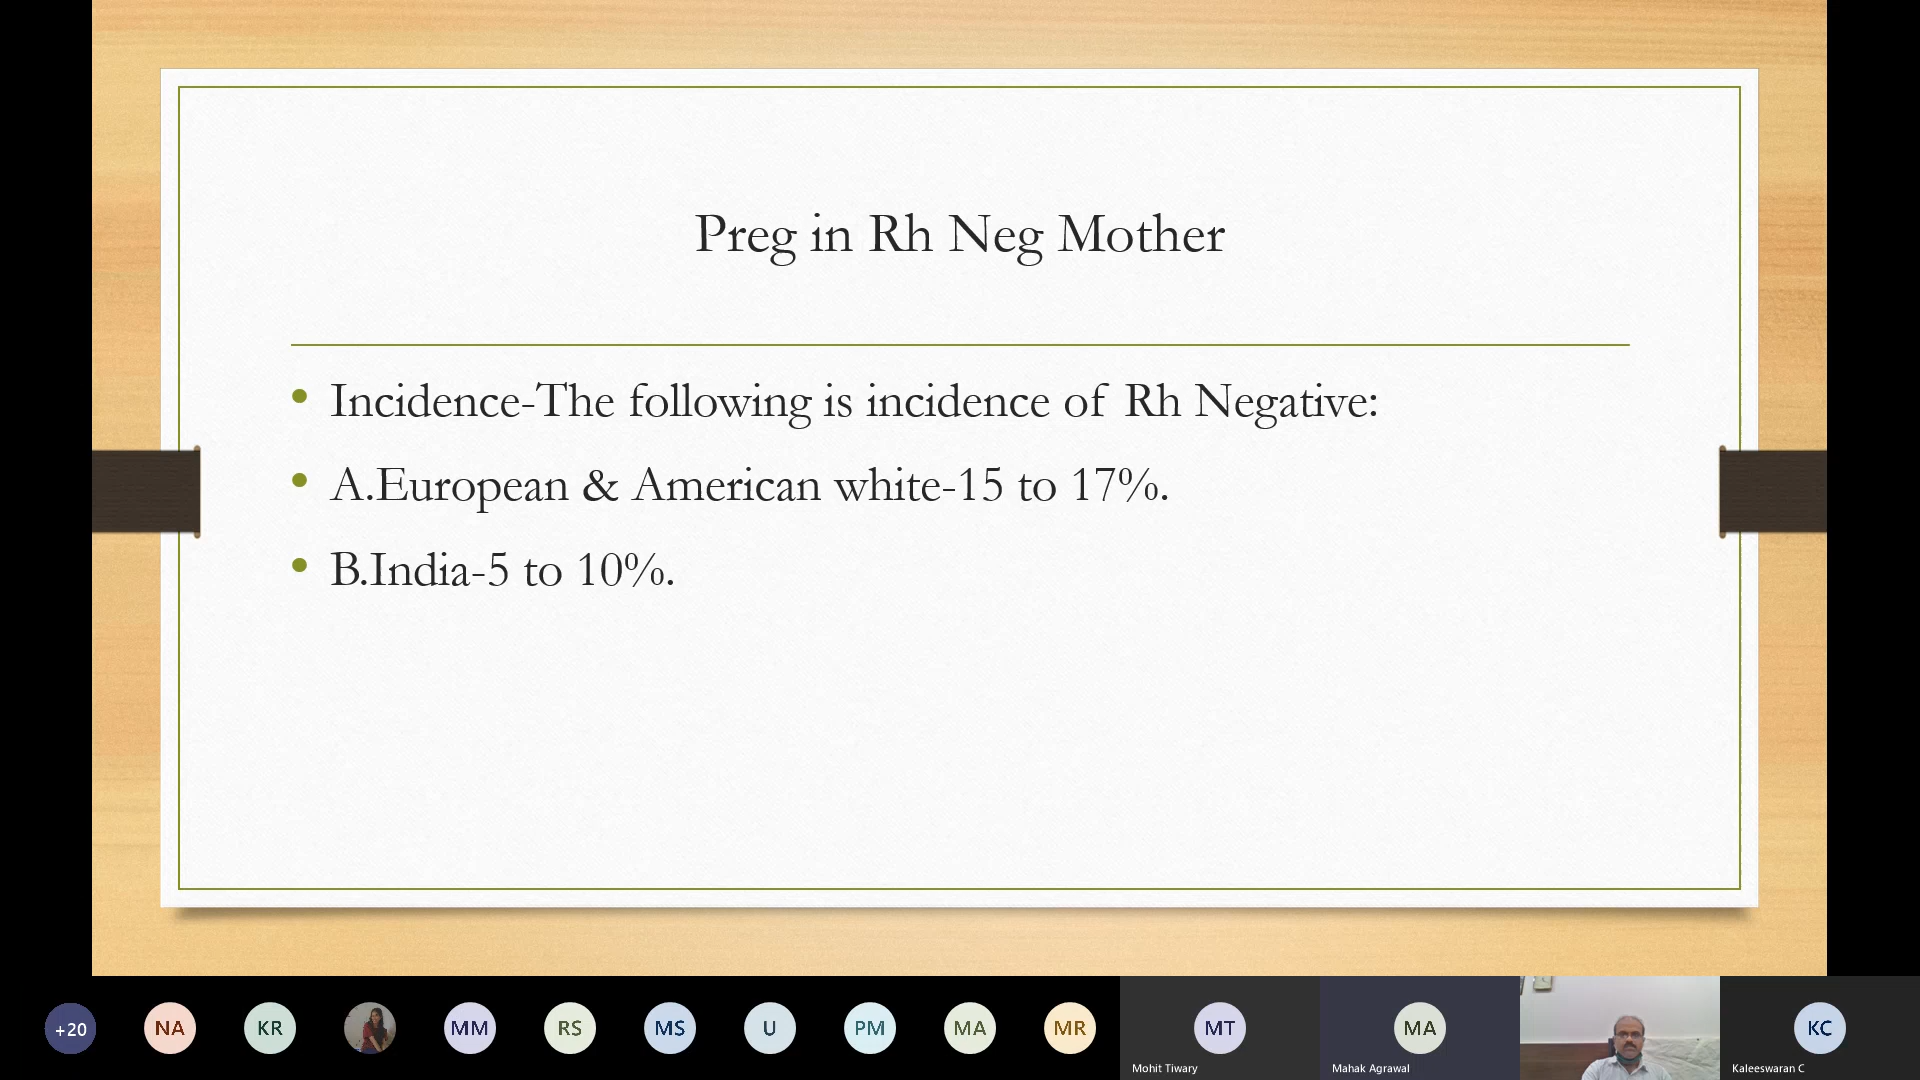 Preg in Rh Neg Mother
Incidence-The following is incidence of Rh Negative:
A.European & American white-15 to 17%.
B.India-5 to 10%.
+20
NA
KR
MM
RS
MS
U
PM
MA
MR
MT
MA
KC
Mohit Tiwary
Mahak Agrawal
Kaleeswaran C